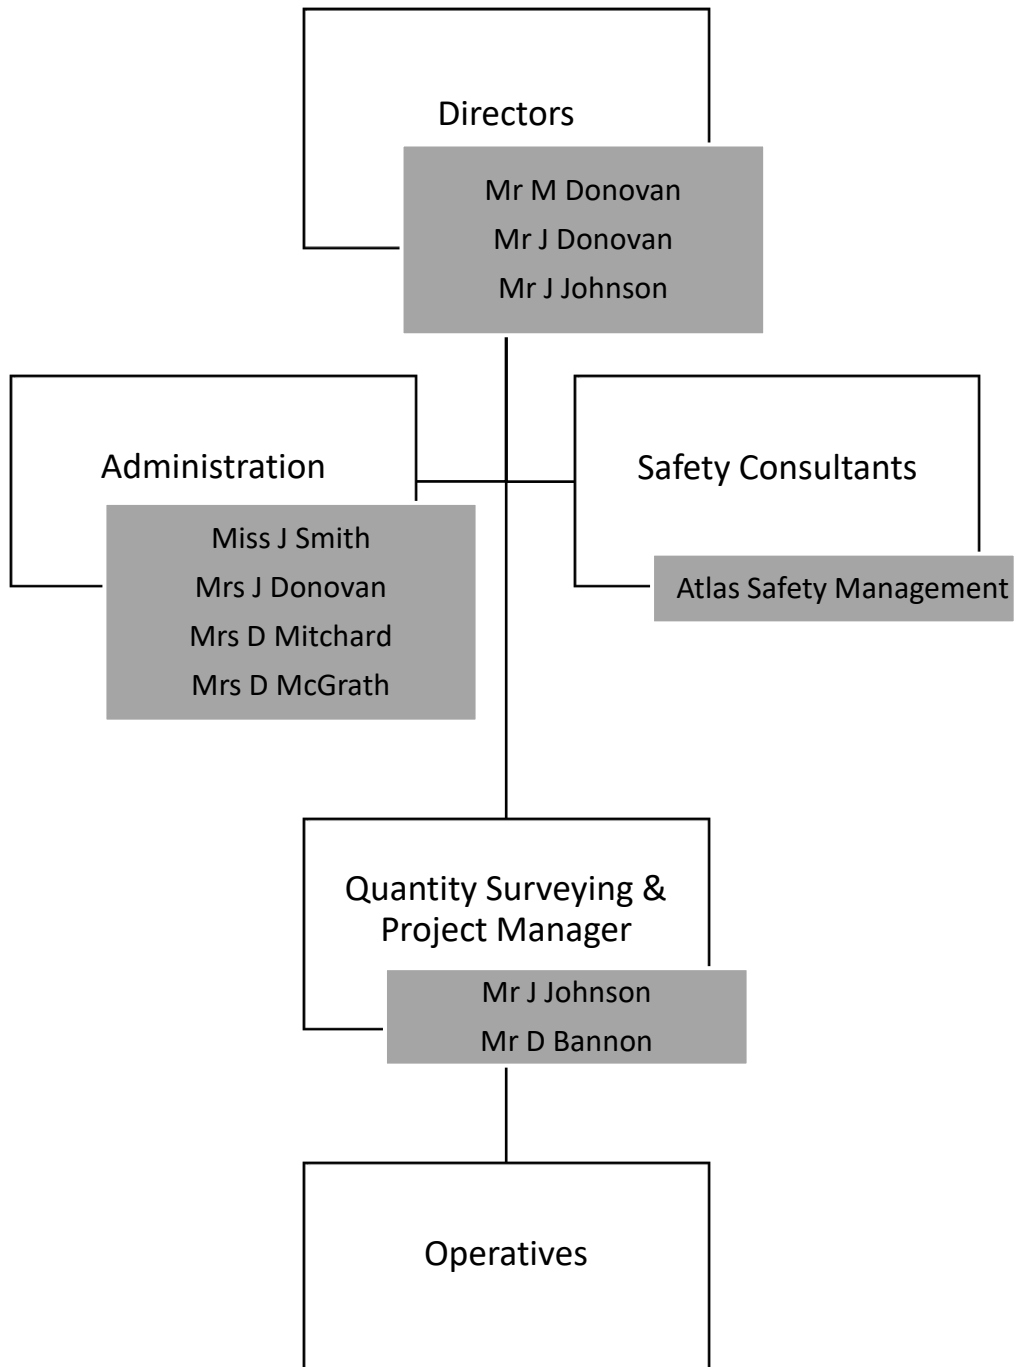 Directors
Mr M Donovan
Mr J Donovan
Mr J Johnson
Administration
Miss J Smith
Mrs J Donovan
Mrs D Mitchard
Mrs D McGrath
Safety Consultants
Atlas Safety Management
Quantity Surveying &
Project Manager
Mr J Johnson
Mr D Bannon
Operatives